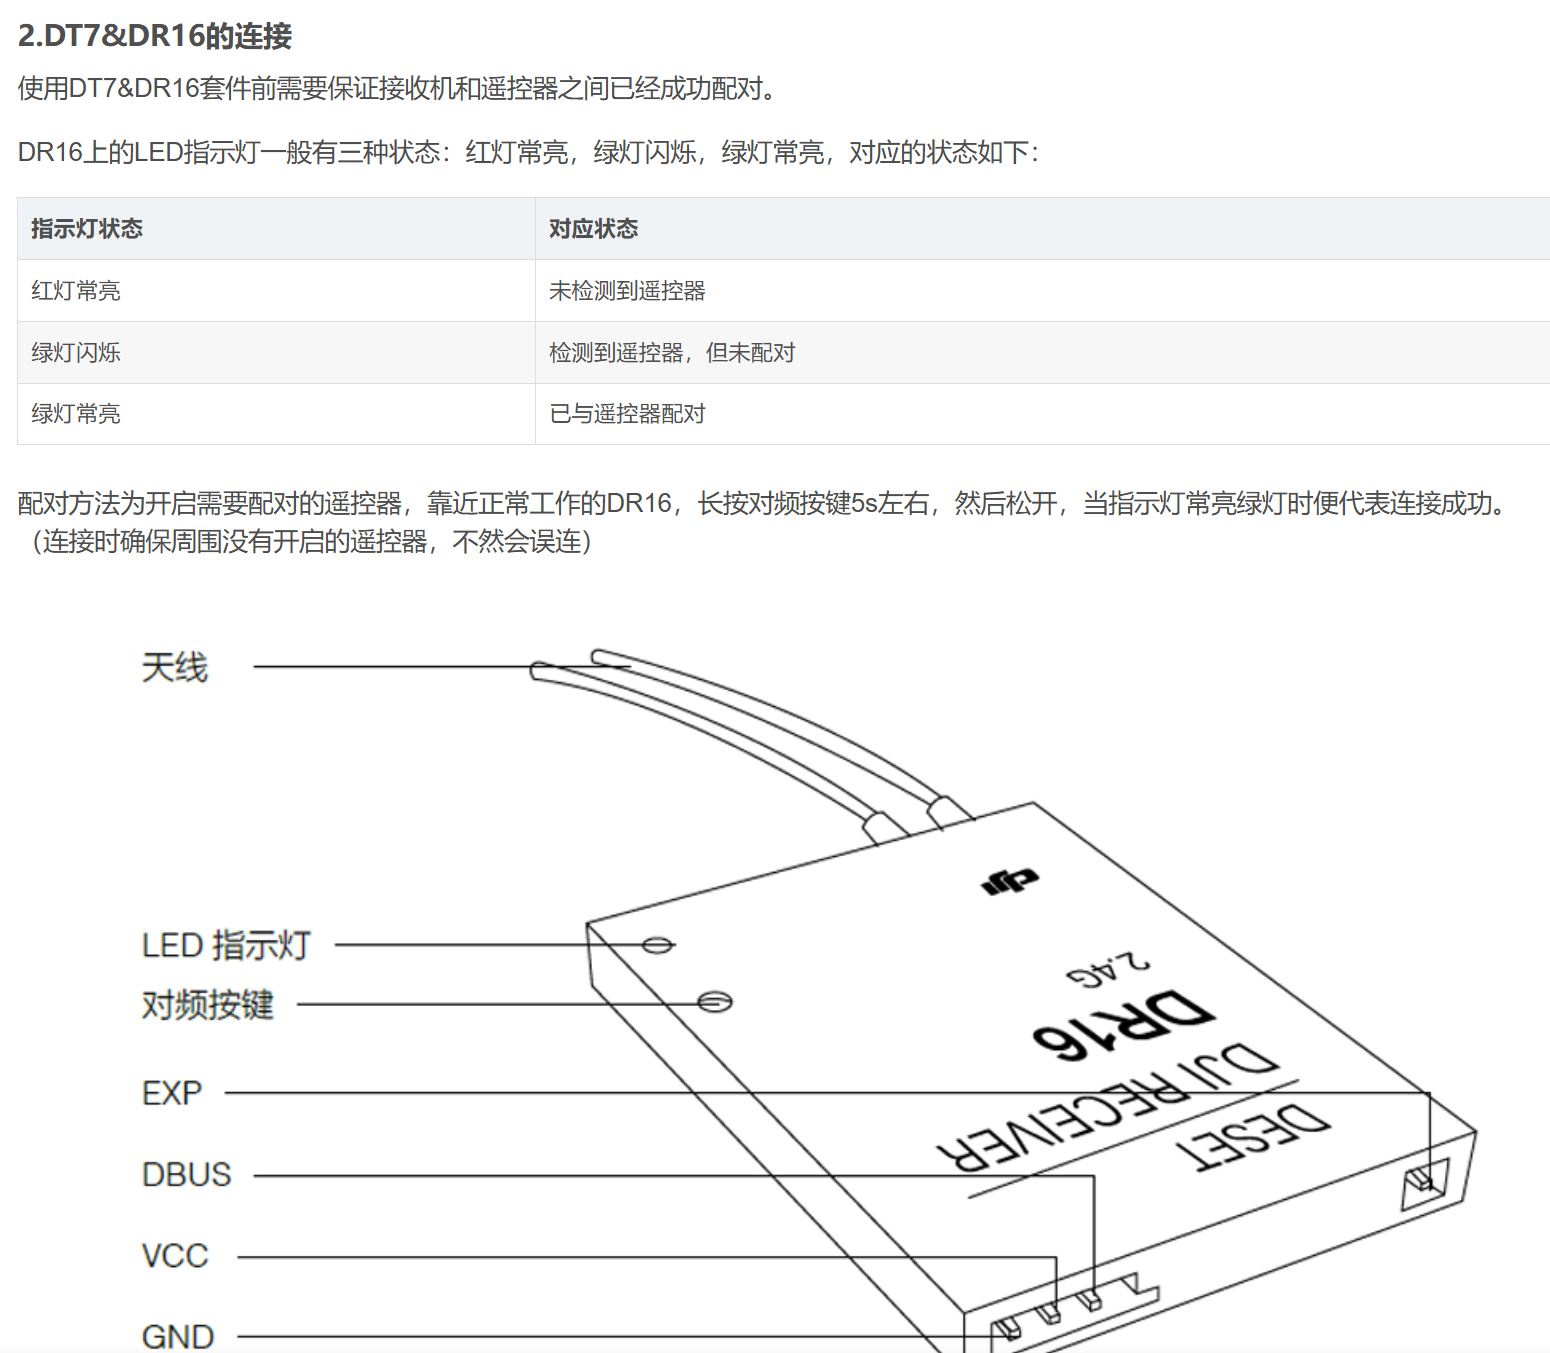 2.DT7&DR16的连接
使用DT7&DR16套件前需要保证接收机和遥控器之间已经成功配对。
DR16上的LED指示灯一般有三种状态：红灯常亮，绿灯闪烁，绿灯常亮，对应的状态如下：
指示灯状态 对应状态
红灯常亮 未检测到遥控器
绿灯闪烁 检测到遥控器，但未配对
绿灯常亮 已与遥控器配对
配对方法为开启需要配对的遥控器，靠近正常工作的DR16，长按对频按键5s左右，然后松开，当指示灯常亮绿灯时便代表连接成功。
（连接时确保周围没有开启的遥控器，不然会误连）
天线
dji
LED 指示灯
2.4G
对频按键
DR16
DJI RECEIVER
EXP
DESET
DBUS
VCC
GND